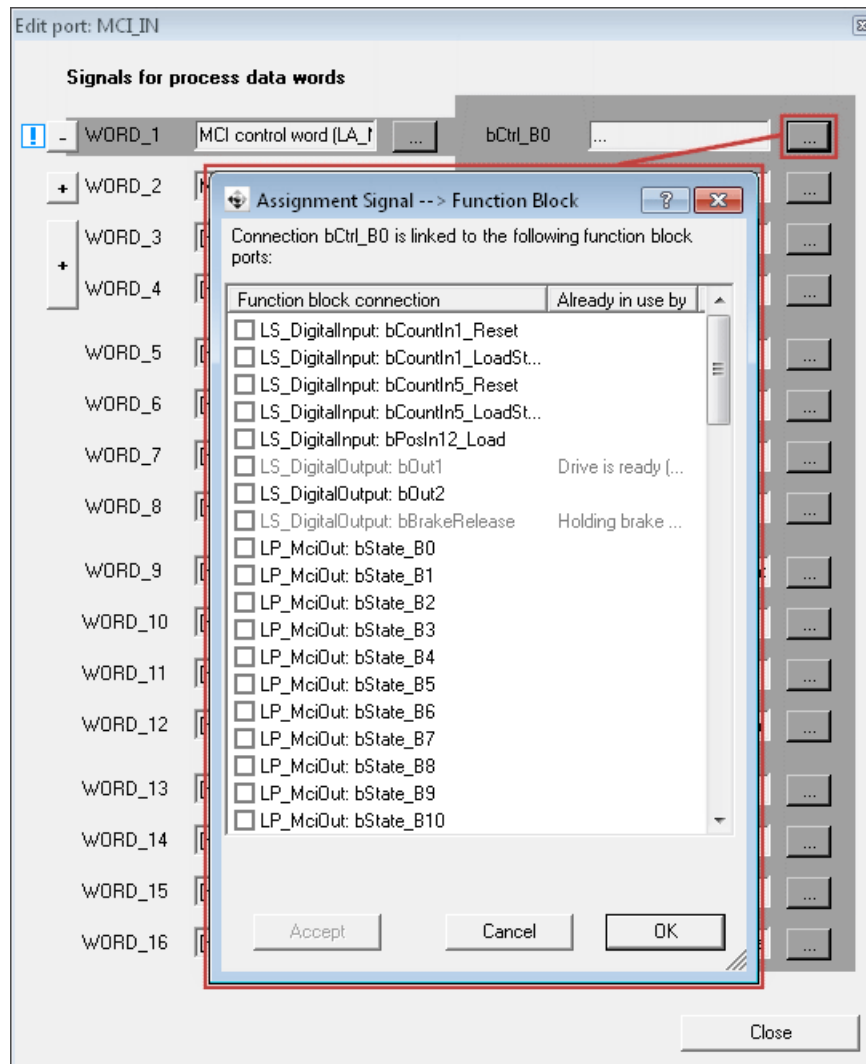 Edit port: MCI_IN
Signals for process data words
! - WORD_1 MCI control word (LA_ ... bCtrl_B0 ... ...
+ WORD_2 ...
WORD_3 ...
+
WORD_4 ...
WORD_5 ...
WORD_6 ...
WORD_7 ...
WORD_8 ...
WORD_9 ...
WORD_10 ...
WORD_11 ...
WORD_12 ...
WORD_13 ...
WORD_14 ...
WORD_15 ...
WORD_16 ...
Assignment Signal --> Function Block ?
Connection bCtrl_B0 is linked to the following function block
ports:
Function block connection Already in use by
LS_DigitalInput: bCountIn1_Reset
LS_DigitalInput: bCountIn1_LoadSt...
LS_DigitalInput: bCountIn5_Reset
LS_DigitalInput: bCountIn5_LoadSt...
LS_DigitalInput: bPosIn12_Load
LS_DigitalOutput: bOut1 Drive is ready (...
LS_DigitalOutput: bOut2
LS_DigitalOutput: bBrakeRelease Holding brake ...
LP_MciOut: bState_B0
LP_MciOut: bState_B1
LP_MciOut: bState_B2
LP_MciOut: bState_B3
LP_MciOut: bState_B4
LP_MciOut: bState_B5
LP_MciOut: bState_B6
LP_MciOut: bState_B7
LP_MciOut: bState_B8
LP_MciOut: bState_B9
LP_MciOut: bState_B10
Accept Cancel OK
Close